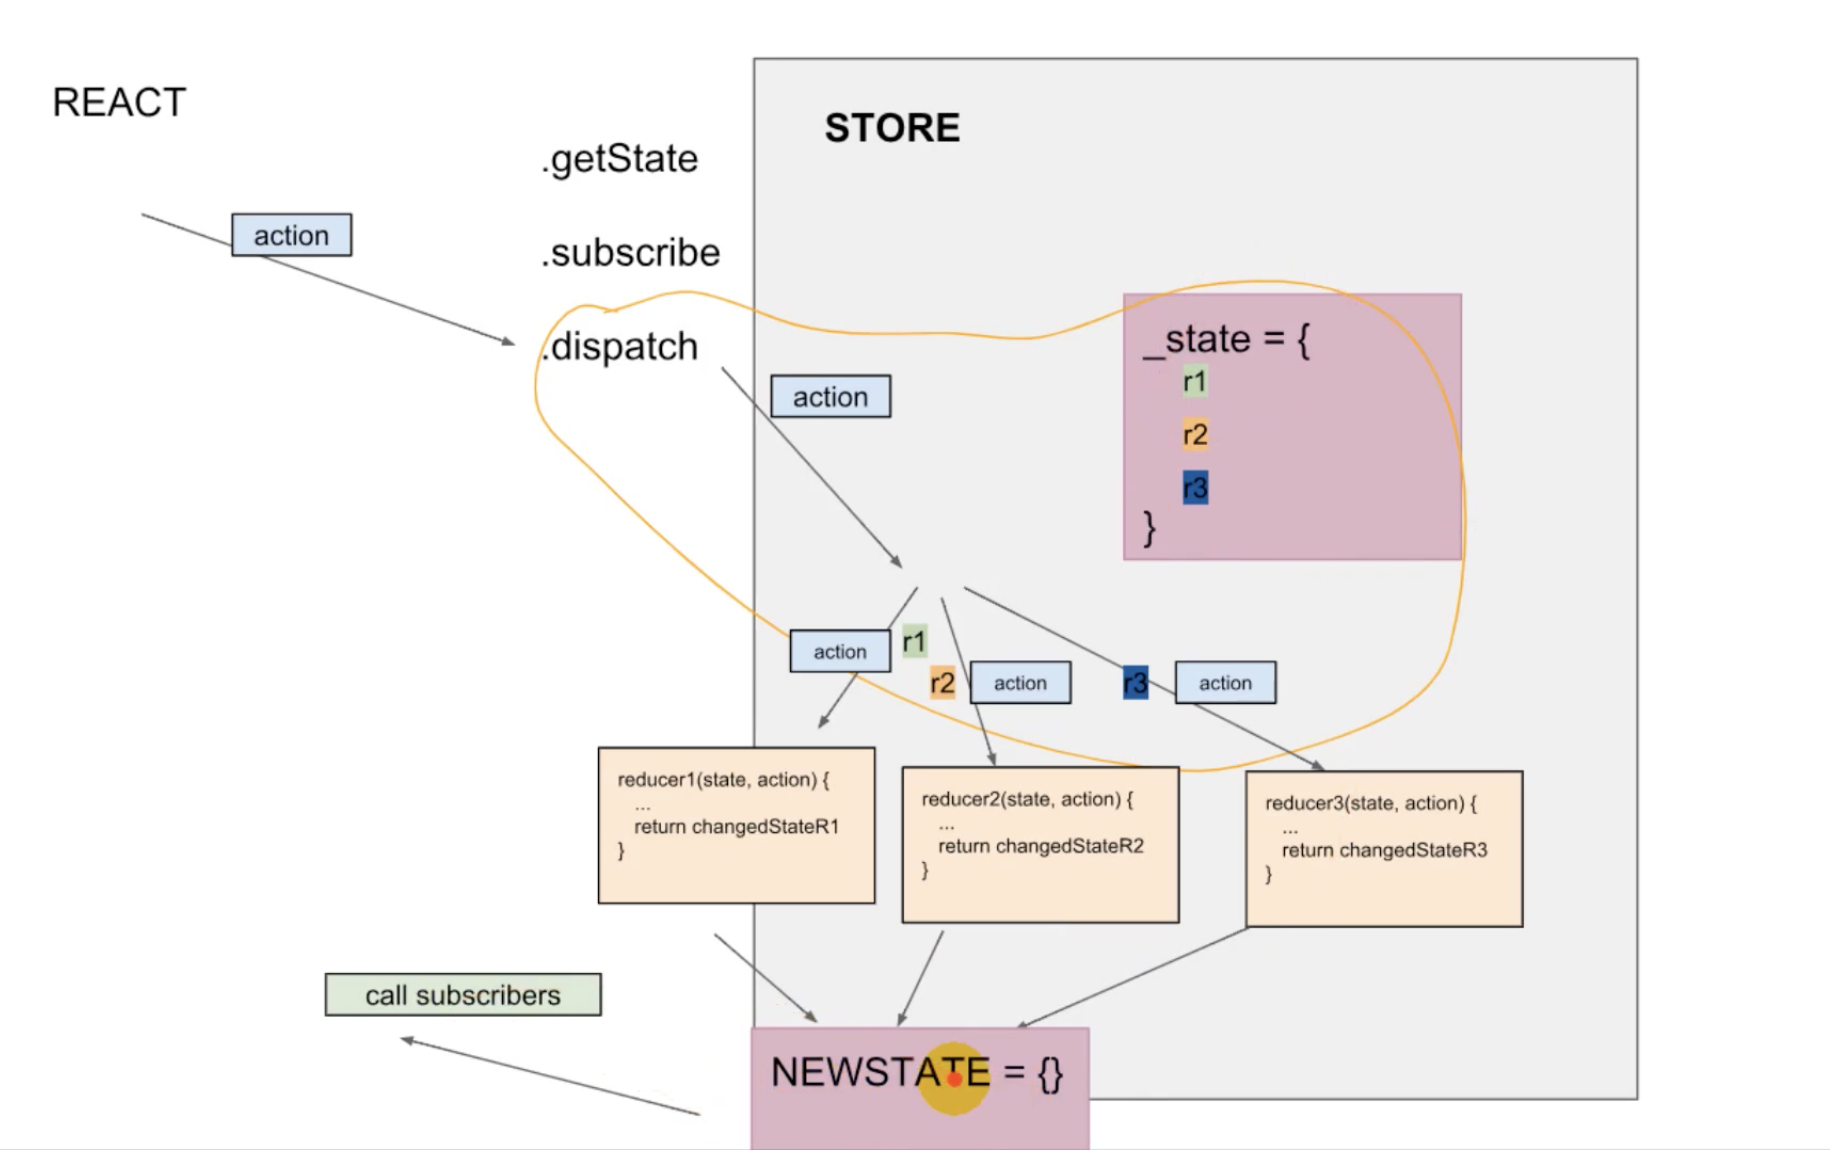 REACT
STORE
.getState
action
.subscribe
.dispatch
_state = {
r1
r2
r3
}
action
action
r1
r2
action
r3
action
reducer1(state, action) {
...
return changedStateR1
}
reducer2(state, action) {
...
return changedStateR2
}
reducer3(state, action) {
...
return changedStateR3
}
call subscribers
NEWSTATE = {}